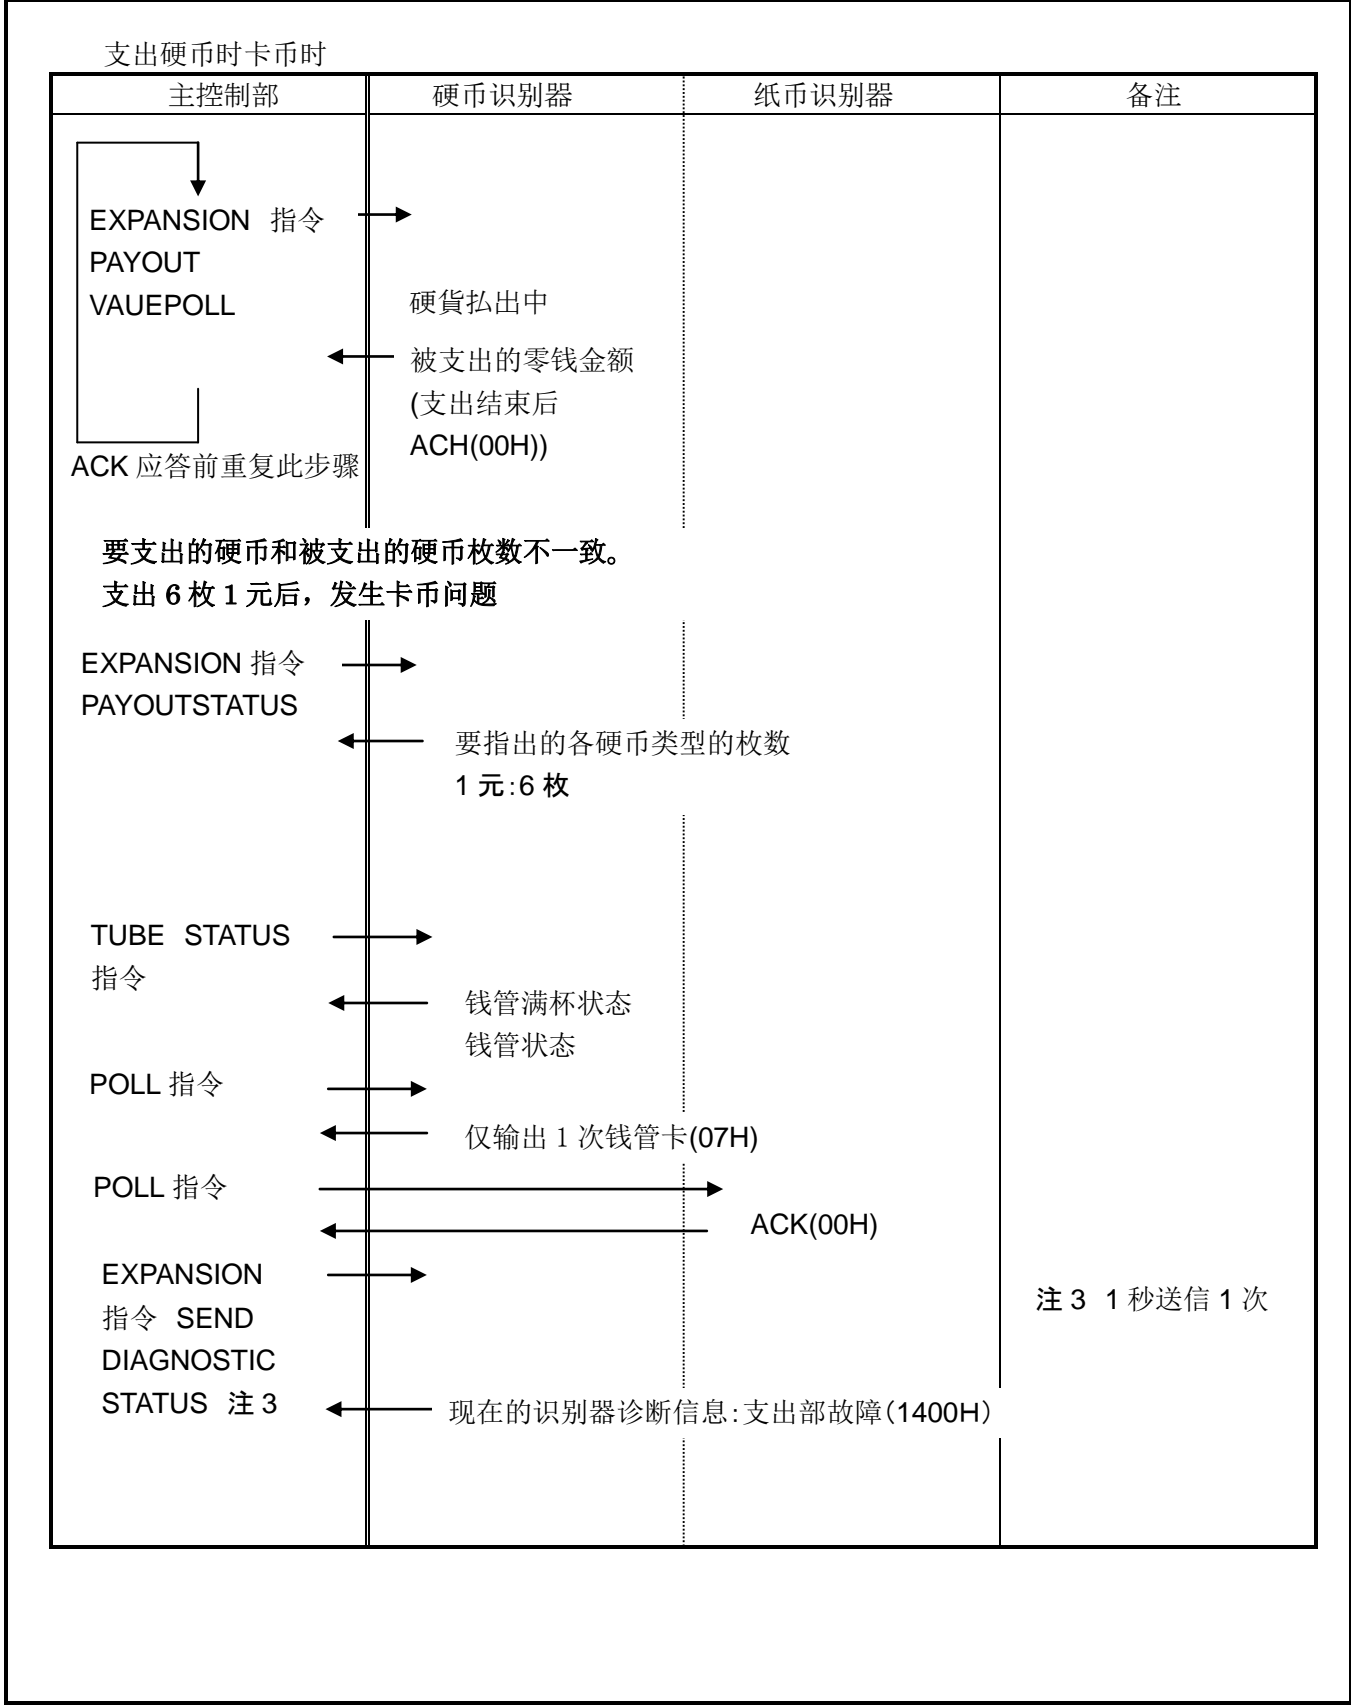 支出硬币时卡币时
主控制部 硬币识别器 纸币识别器 备注
EXPANSION 指令
PAYOUT
VAUEPOLL
硬貨払出中
被支出的零钱金额
(支出结束后
ACH(00H))
ACK 应答前重复此步骤
要支出的硬币和被支出的硬币枚数不一致。
支出 6 枚 1 元后，发生卡币问题
EXPANSION 指令
PAYOUTSTATUS
要指出的各硬币类型的枚数
1 元:6 枚
TUBE STATUS
指令
钱管满杯状态
钱管状态
POLL 指令
仅输出 1 次钱管卡(07H)
POLL 指令
ACK(00H)
EXPANSION
指令 SEND
DIAGNOSTIC
STATUS 注 3
注 3 1 秒送信 1 次
现在的识别器诊断信息:支出部故障(1400H)